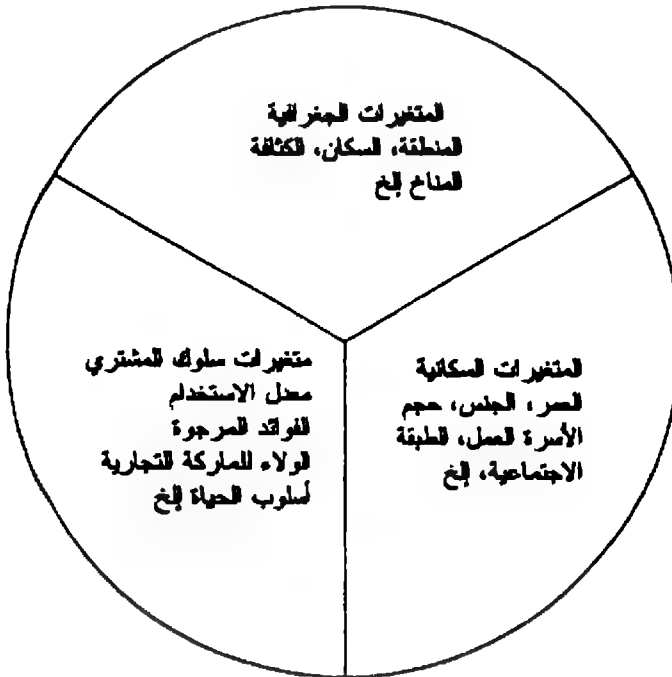 المتغيرات الجغرافية
المنطقة، السكان، الكثافة
المناخ إلخ
المتغيرات السكانية
العمر، الجنس، حجم
الأسرة العمل، الطبقة
الاجتماعية، إلخ
متغيرات سلوك المشتري
معدل الاستخدام
الفوائد المرجوة
الولاء للماركة التجارية
أسلوب الحياة إلخ